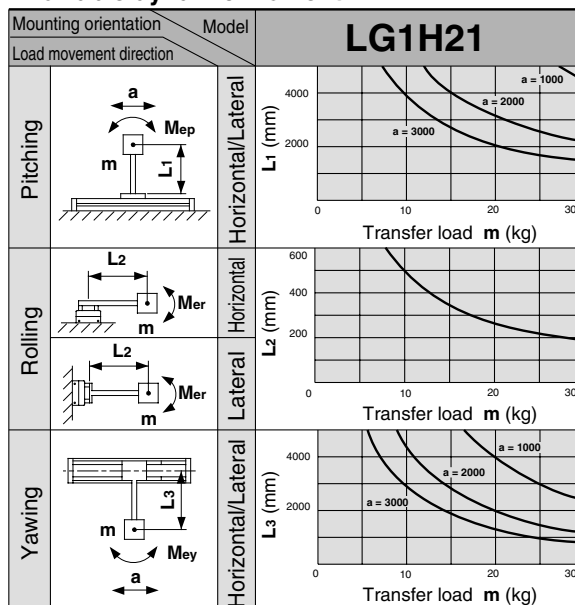 Mounting orientation
Model
Load movement direction
LG1H21
Pitching
a
Mep
m
L1
Horizontal/Lateral
L1 (mm)
4000
2000
a = 1000
a = 2000
a = 3000
0
10
20
30
Transfer load m (kg)
Rolling
L2
Mer
m
Horizontal
L2
Mer
m
Lateral
L2 (mm)
600
400
200
0
10
20
30
Transfer load m (kg)
Yawing
L3
m
Mey
a
Horizontal/Lateral
L3 (mm)
4000
2000
a = 1000
a = 2000
a = 3000
0
10
20
30
Transfer load m (kg)